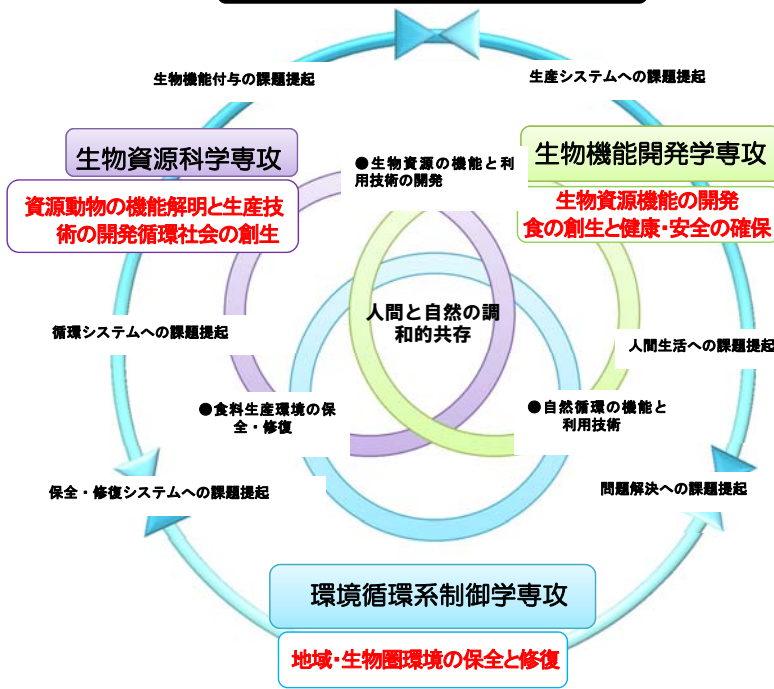 生物機能付与の課題提起
生産システムへの課題提起
生物資源科学専攻
●生物資源の機能と利
用技術の開発
生物機能開発学専攻
資源動物の機能解明と生産技
術の開発循環社会の創生
生物資源機能の開発
食の創生と健康・安全の確保
人間と自然の調
和的共存
循環システムへの課題提起
人間生活への課題提起
●食料生産環境の保
全・修復
●自然循環の機能と
利用技術
保全・修復システムへの課題提起
問題解決への課題提起
環境循環系制御学専攻
地域・生物圏環境の保全と修復